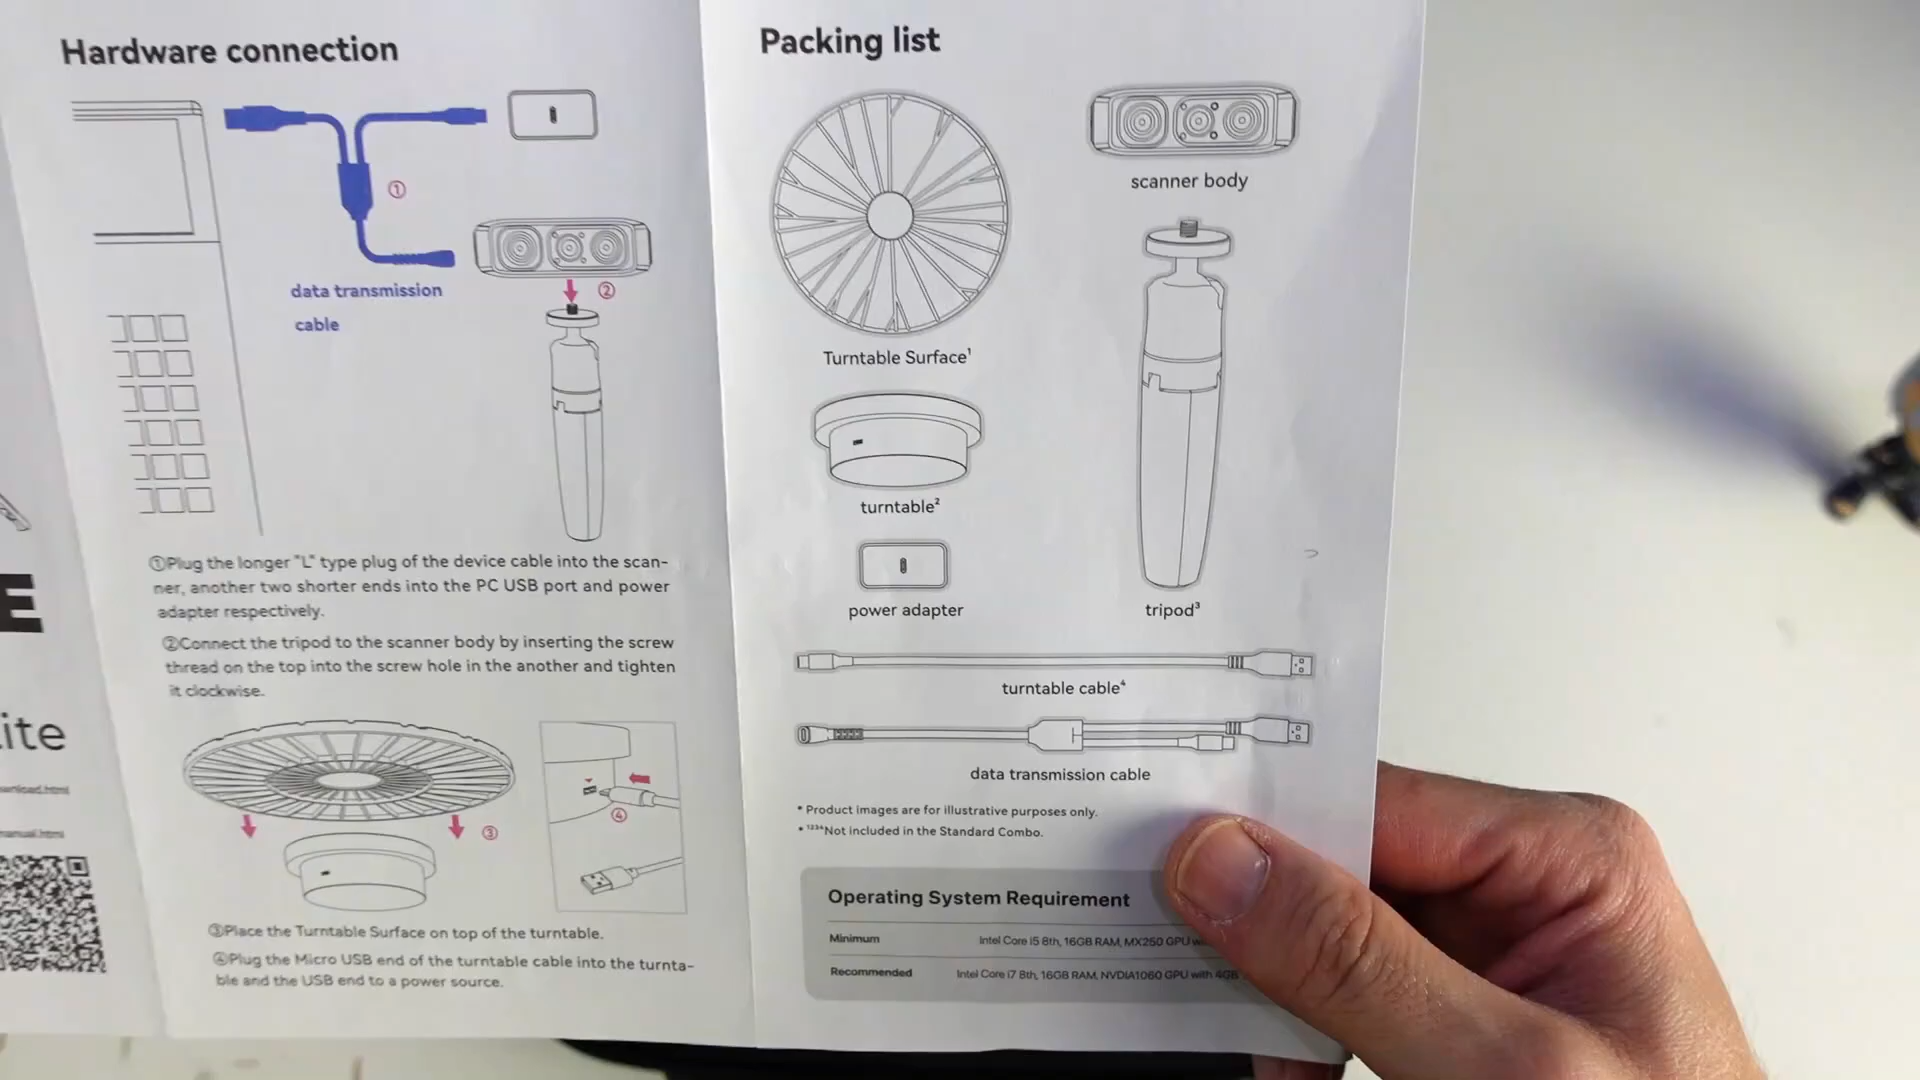 Hardware connection
①
②
data transmission
cable
①Plug the longer "L" type plug of the device cable into the scan-
ner, another two shorter ends into the PC USB port and power
adapter respectively.
②Connect the tripod to the scanner body by inserting the screw
thread on the top into the screw hole in the another and tighten
it clockwise.
③
④
③Place the Turntable Surface on top of the turntable.
④Plug the Micro USB end of the turntable cable into the turnta-
ble and the USB end to a power source.
Packing list
scanner body
Turntable Surface¹
turntable²
power adapter
tripod³
turntable cable⁴
data transmission cable
* Product images are for illustrative purposes only.
• ¹²³⁴Not included in the Standard Combo.
Operating System Requirement
Minimum Intel Core i5 8th, 16GB RAM, MX250 GPU
Recommended Intel Core i7 8th, 16GB RAM, NVDIA1060 GPU with 4GB